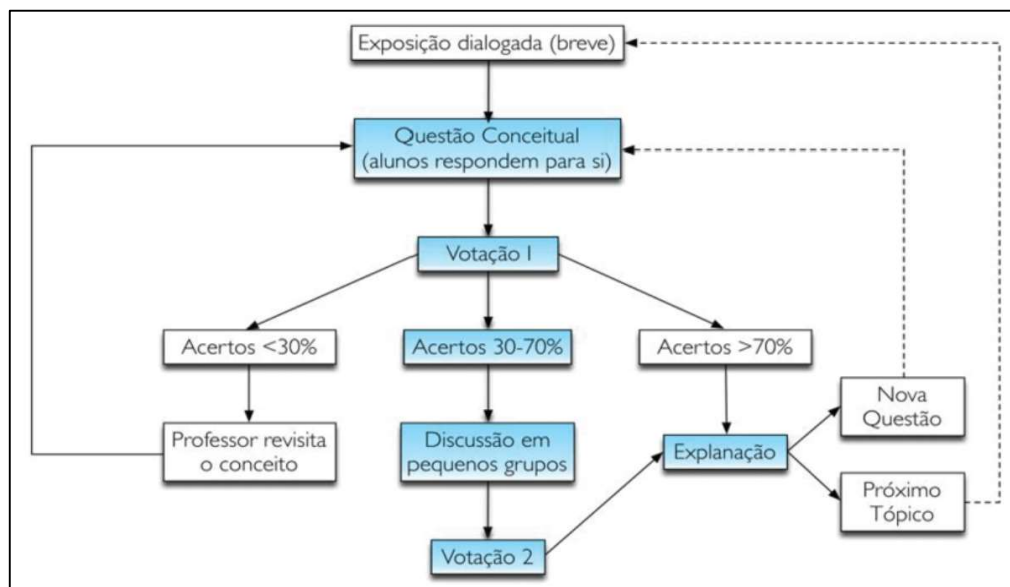 Exposição dialogada (breve)
Questão Conceitual
(alunos respondem para si)
Votação I
Acertos <30%
Acertos 30-70%
Acertos >70%
Professor revisita
o conceito
Discussão em
pequenos grupos
Explanação
Nova
Questão
Próximo
Tópico
Votação 2